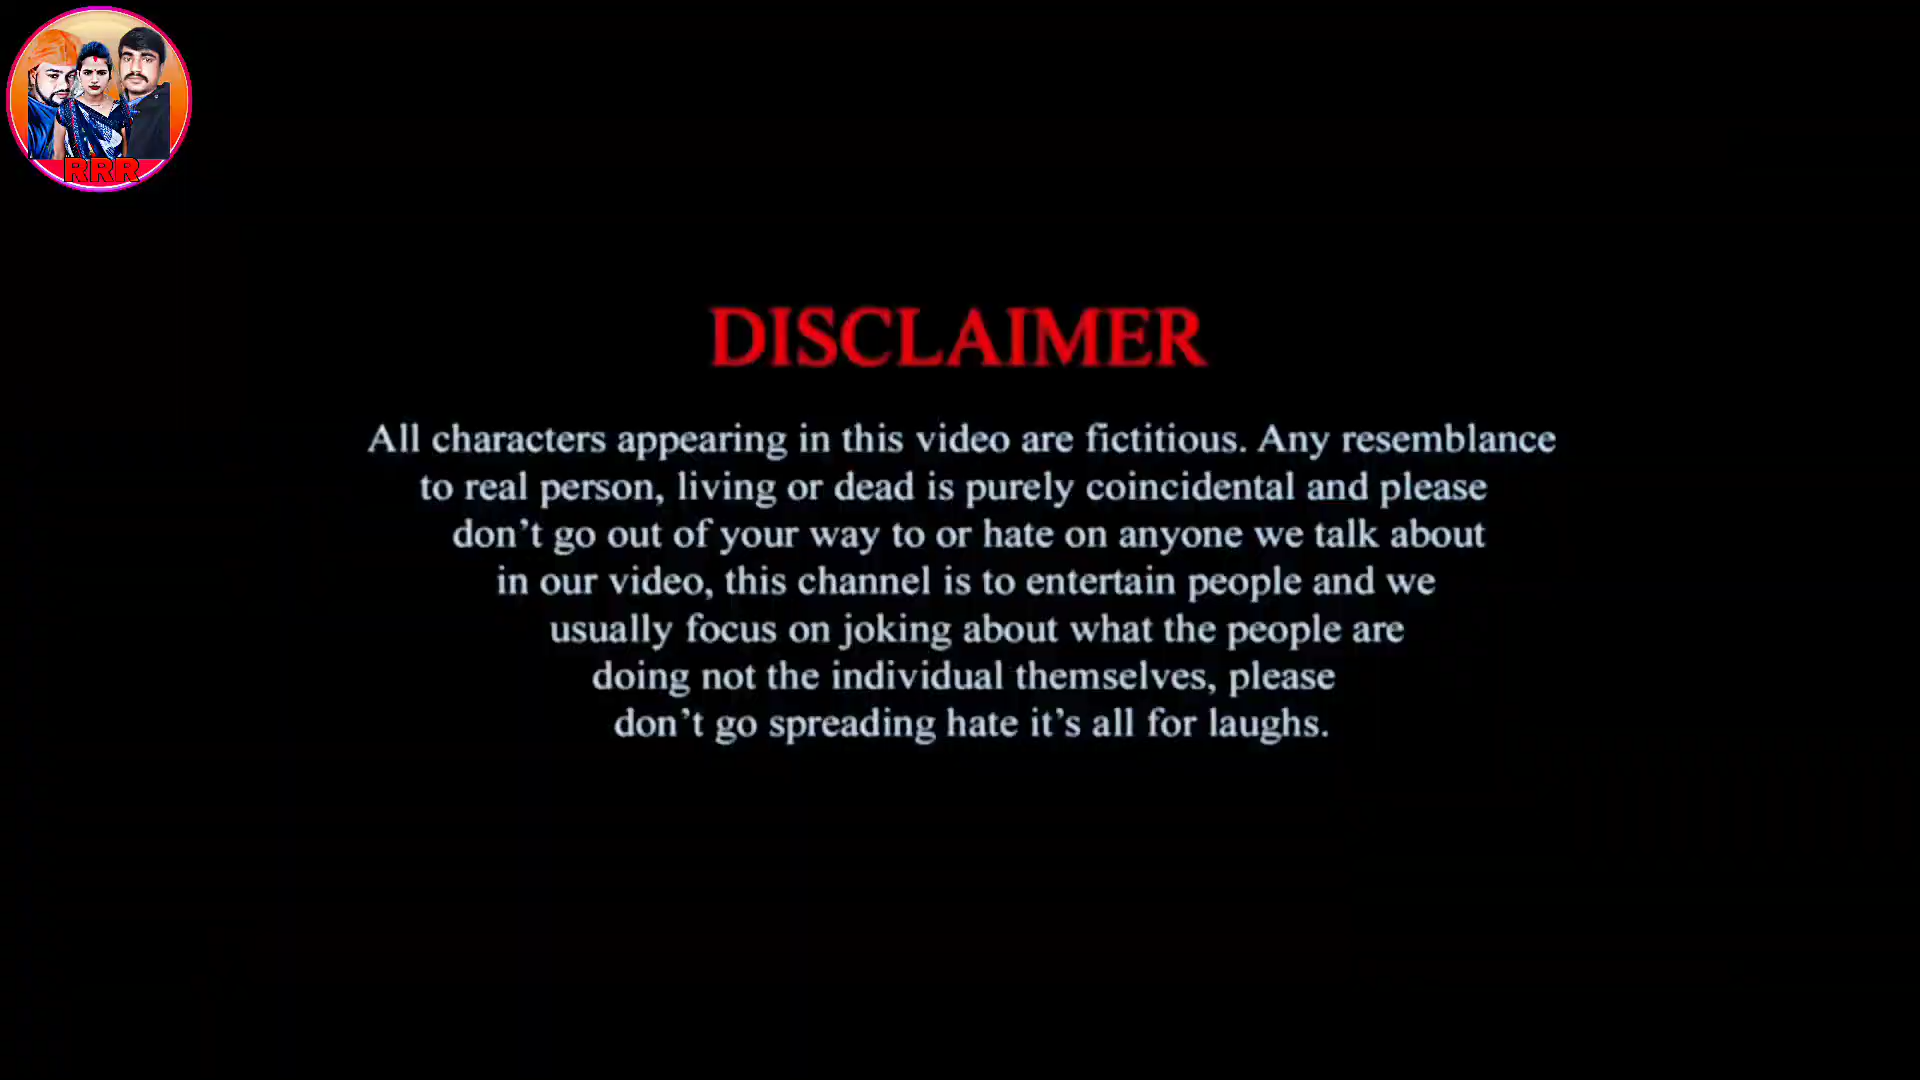 RRR
DISCLAIMER
All characters appearing in this video are fictitious. Any resemblance
to real person, living or dead is purely coincidental and please
don’t go out of your way to or hate on anyone we talk about
in our video, this channel is to entertain people and we
usually focus on joking about what the people are
doing not the individual themselves, please
don’t go spreading hate it’s all for laughs.